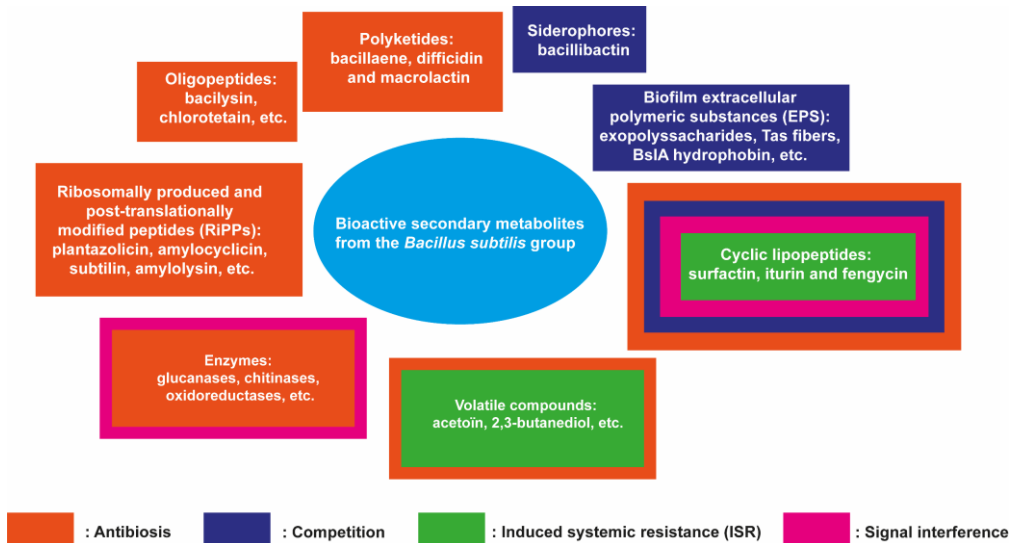 Polyketides:
bacillaene, difficidin
and macrolactin
Siderophores:
bacillibactin
Oligopeptides:
bacilysin,
chlorotetain, etc.
Biofilm extracellular
polymeric substances (EPS):
exopolyssacharides, Tas fibers,
BslA hydrophobin, etc.
Ribosomally produced and
post-translationally
modified peptides (RiPPs):
plantazolicin, amylocyclicin,
subtilin, amylolysin, etc.
Bioactive secondary metabolites
from the Bacillus subtilis group
Cyclic lipopeptides:
surfactin, iturin and fengycin
Enzymes:
glucanases, chitinases,
oxidoreductases, etc.
Volatile compounds:
acetoïn, 2,3-butanediol, etc.
: Antibiosis
: Competition
: Induced systemic resistance (ISR)
: Signal interference